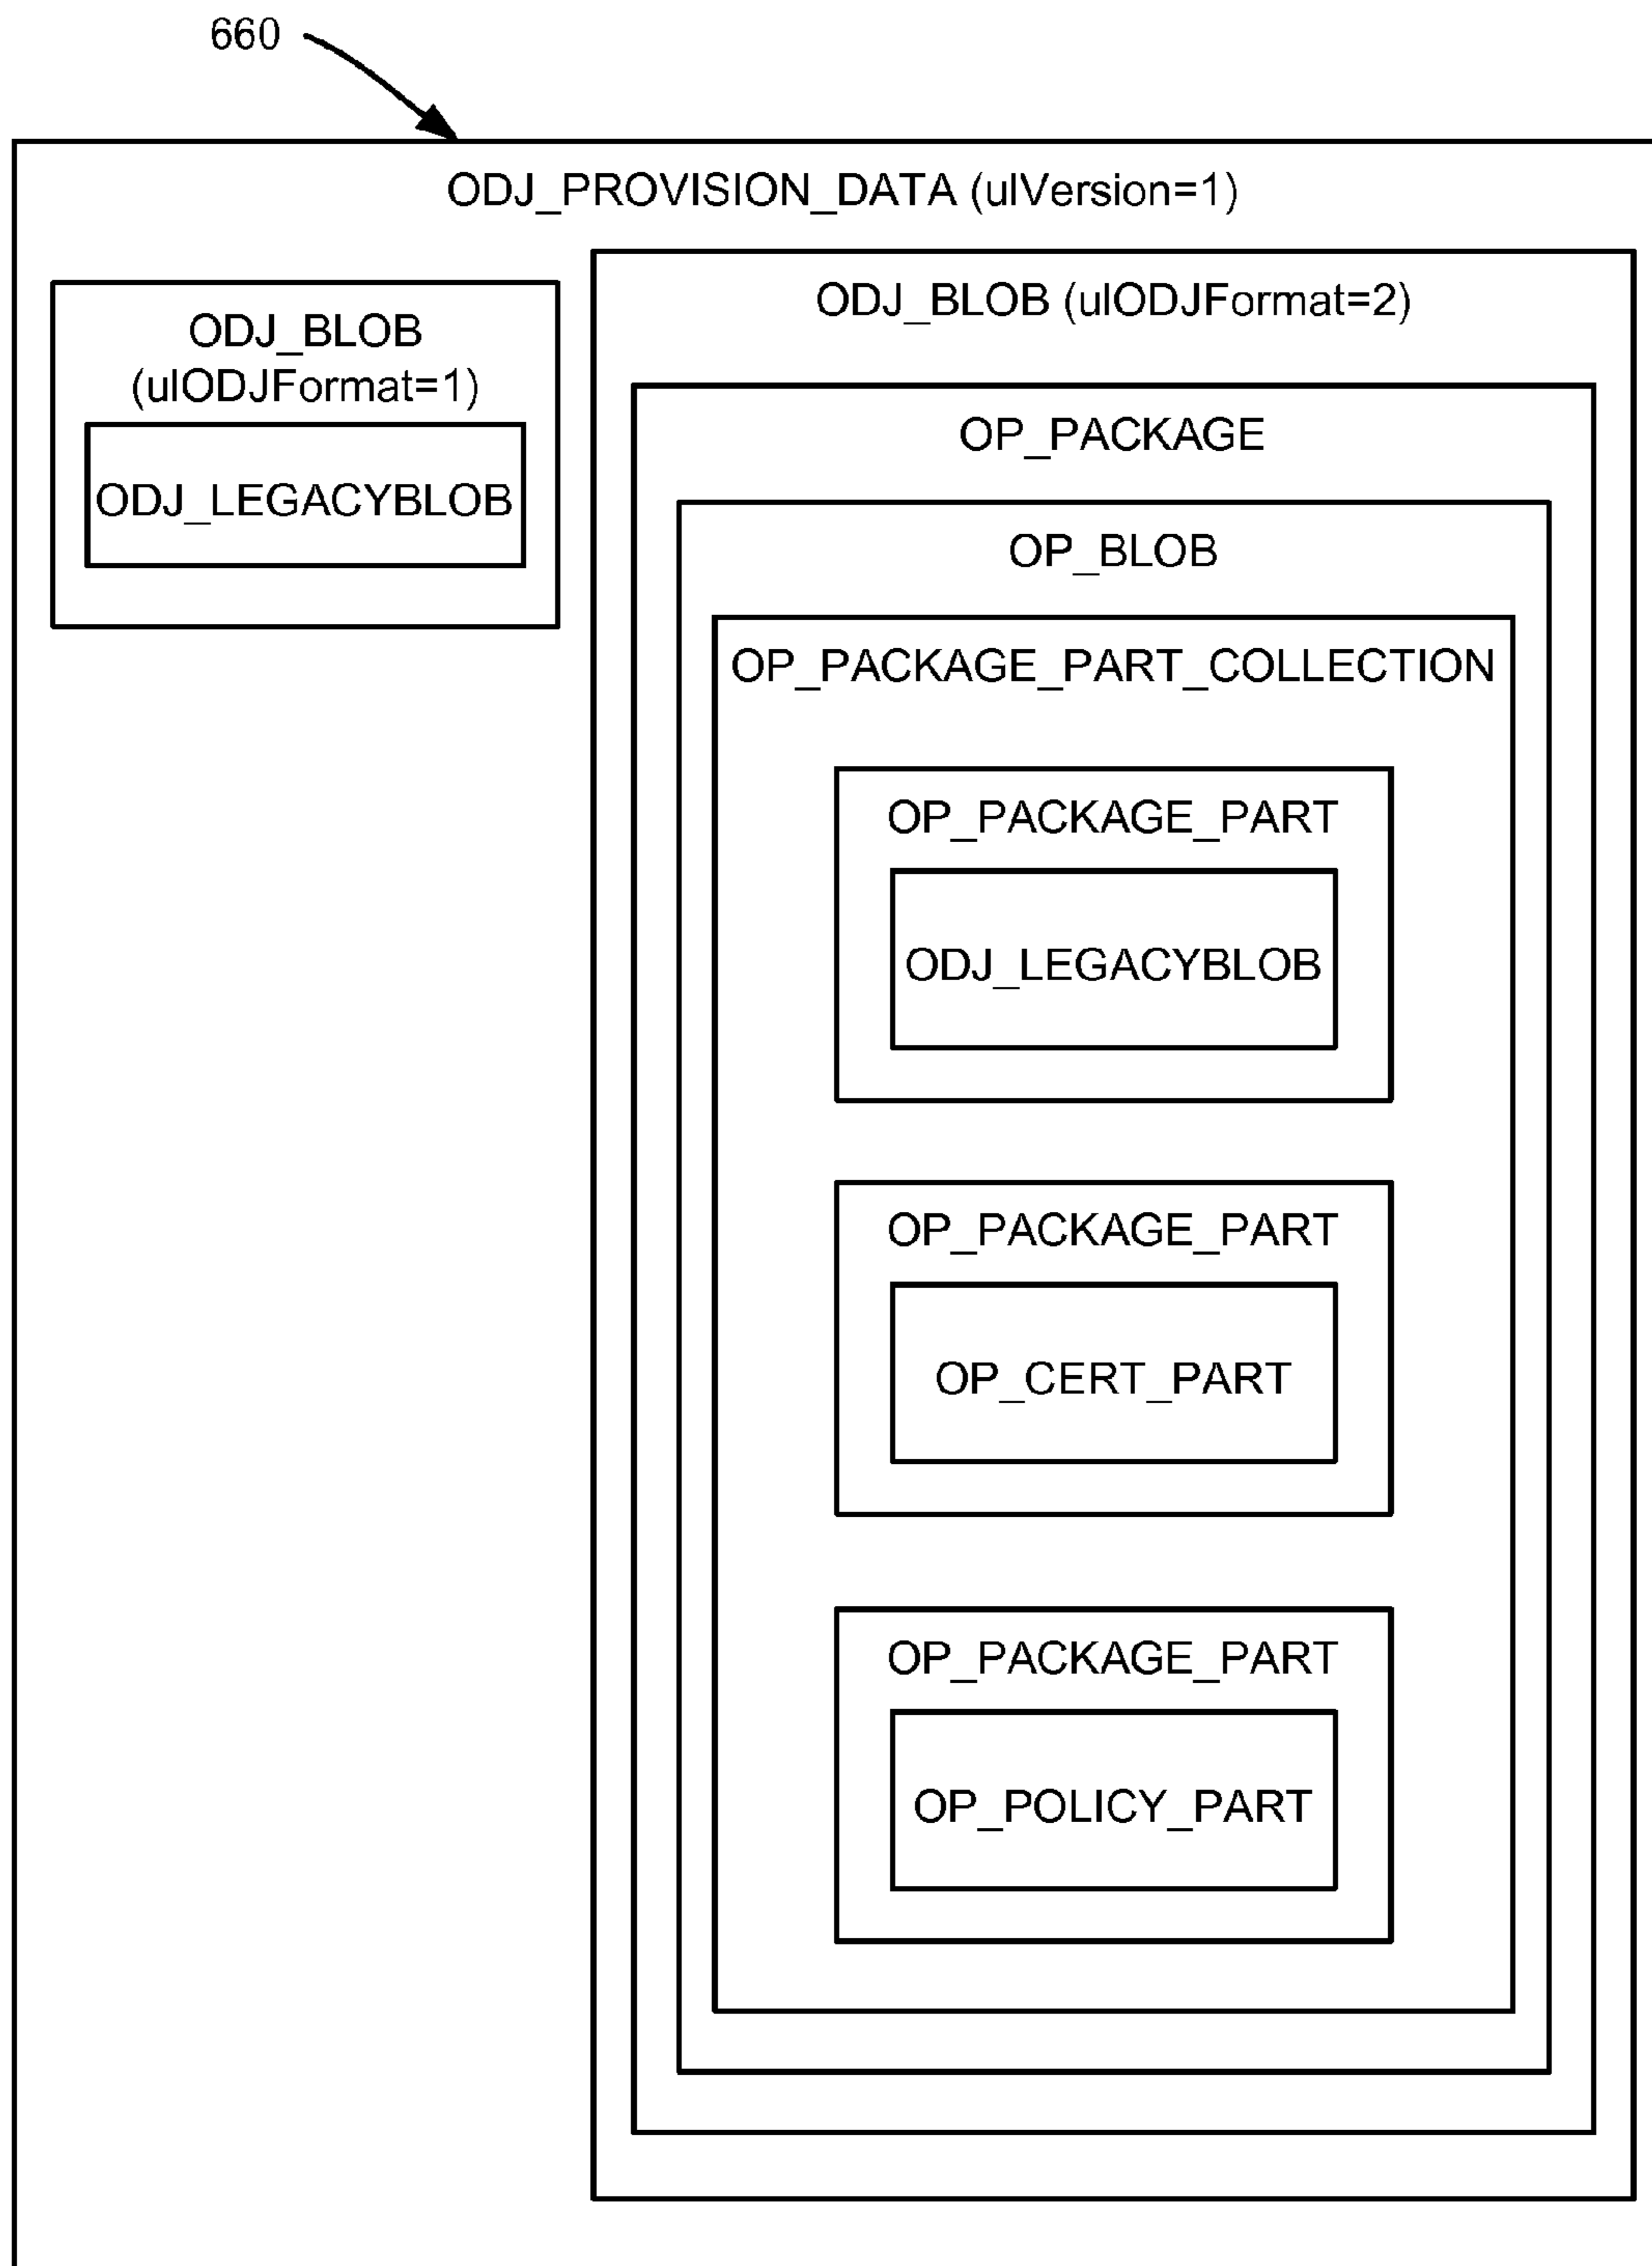 660
ODJ_PROVISION_DATA (ulVersion=1)
ODJ_BLOB
(ulODJFormat=1)
ODJ_LEGACYBLOB
ODJ_BLOB (ulODJFormat=2)
OP_PACKAGE
OP_BLOB
OP_PACKAGE_PART_COLLECTION
OP_PACKAGE_PART
ODJ_LEGACYBLOB
OP_PACKAGE_PART
OP_CERT_PART
OP_PACKAGE_PART
OP_POLICY_PART